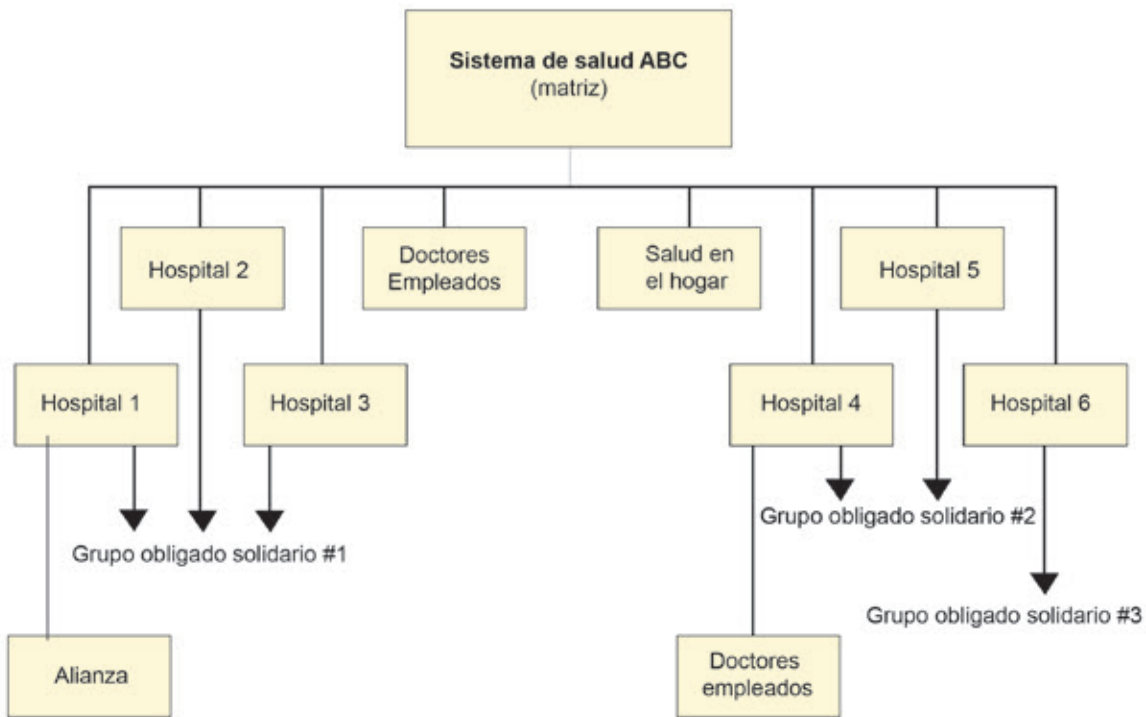 Sistema de salud ABC
(matriz)
Hospital 2
Doctores
Empleados
Salud en
el hogar
Hospital 5
Hospital 1
Hospital 3
Hospital 4
Hospital 6
Grupo obligado solidario #1
Grupo obligado solidario #2
Grupo obligado solidario #3
Alianza
Doctores
empleados